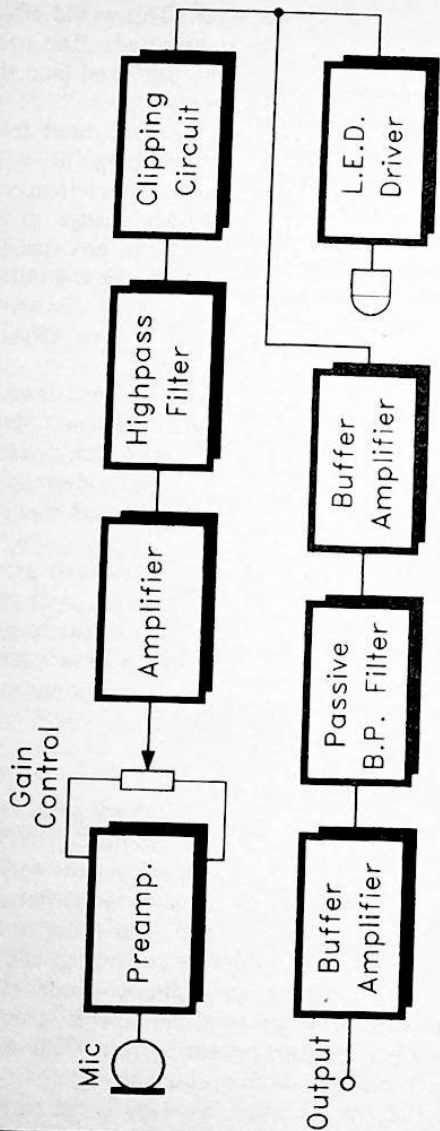 Mic
Preamp.
Gain
Control
Amplifier
Highpass
Filter
Clipping
Circuit
Output
Buffer
Amplifier
Passive
B.P. Filter
Buffer
Amplifier
L.E.D.
Driver